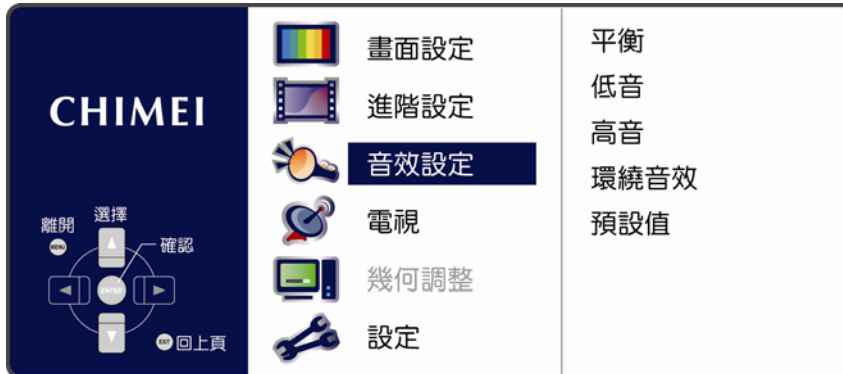 CHIMEI
離開
選擇
MENU
確認
ENTER
EXIT
回上頁
畫面設定
進階設定
音效設定
電視
幾何調整
設定
平衡
低音
高音
環繞音效
預設值